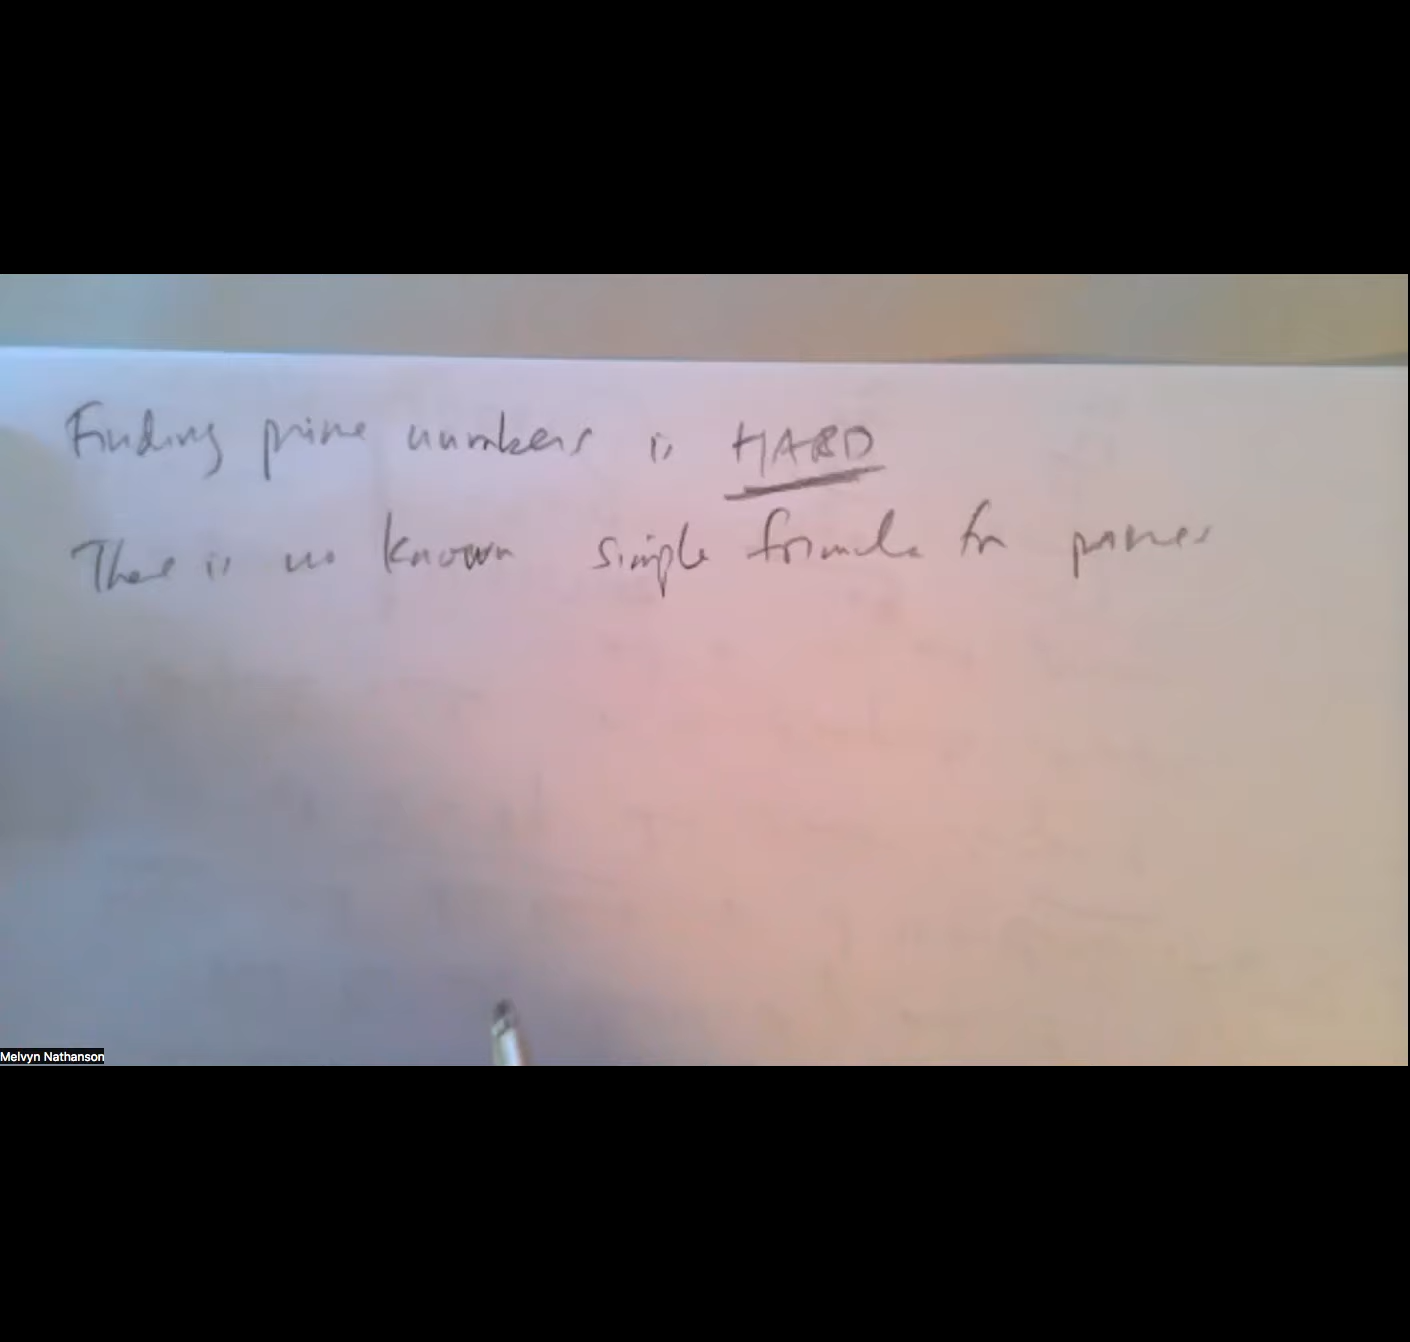 Finding prime numbers is HARD
There is no known simple formula for primes
Melvyn Nathanson